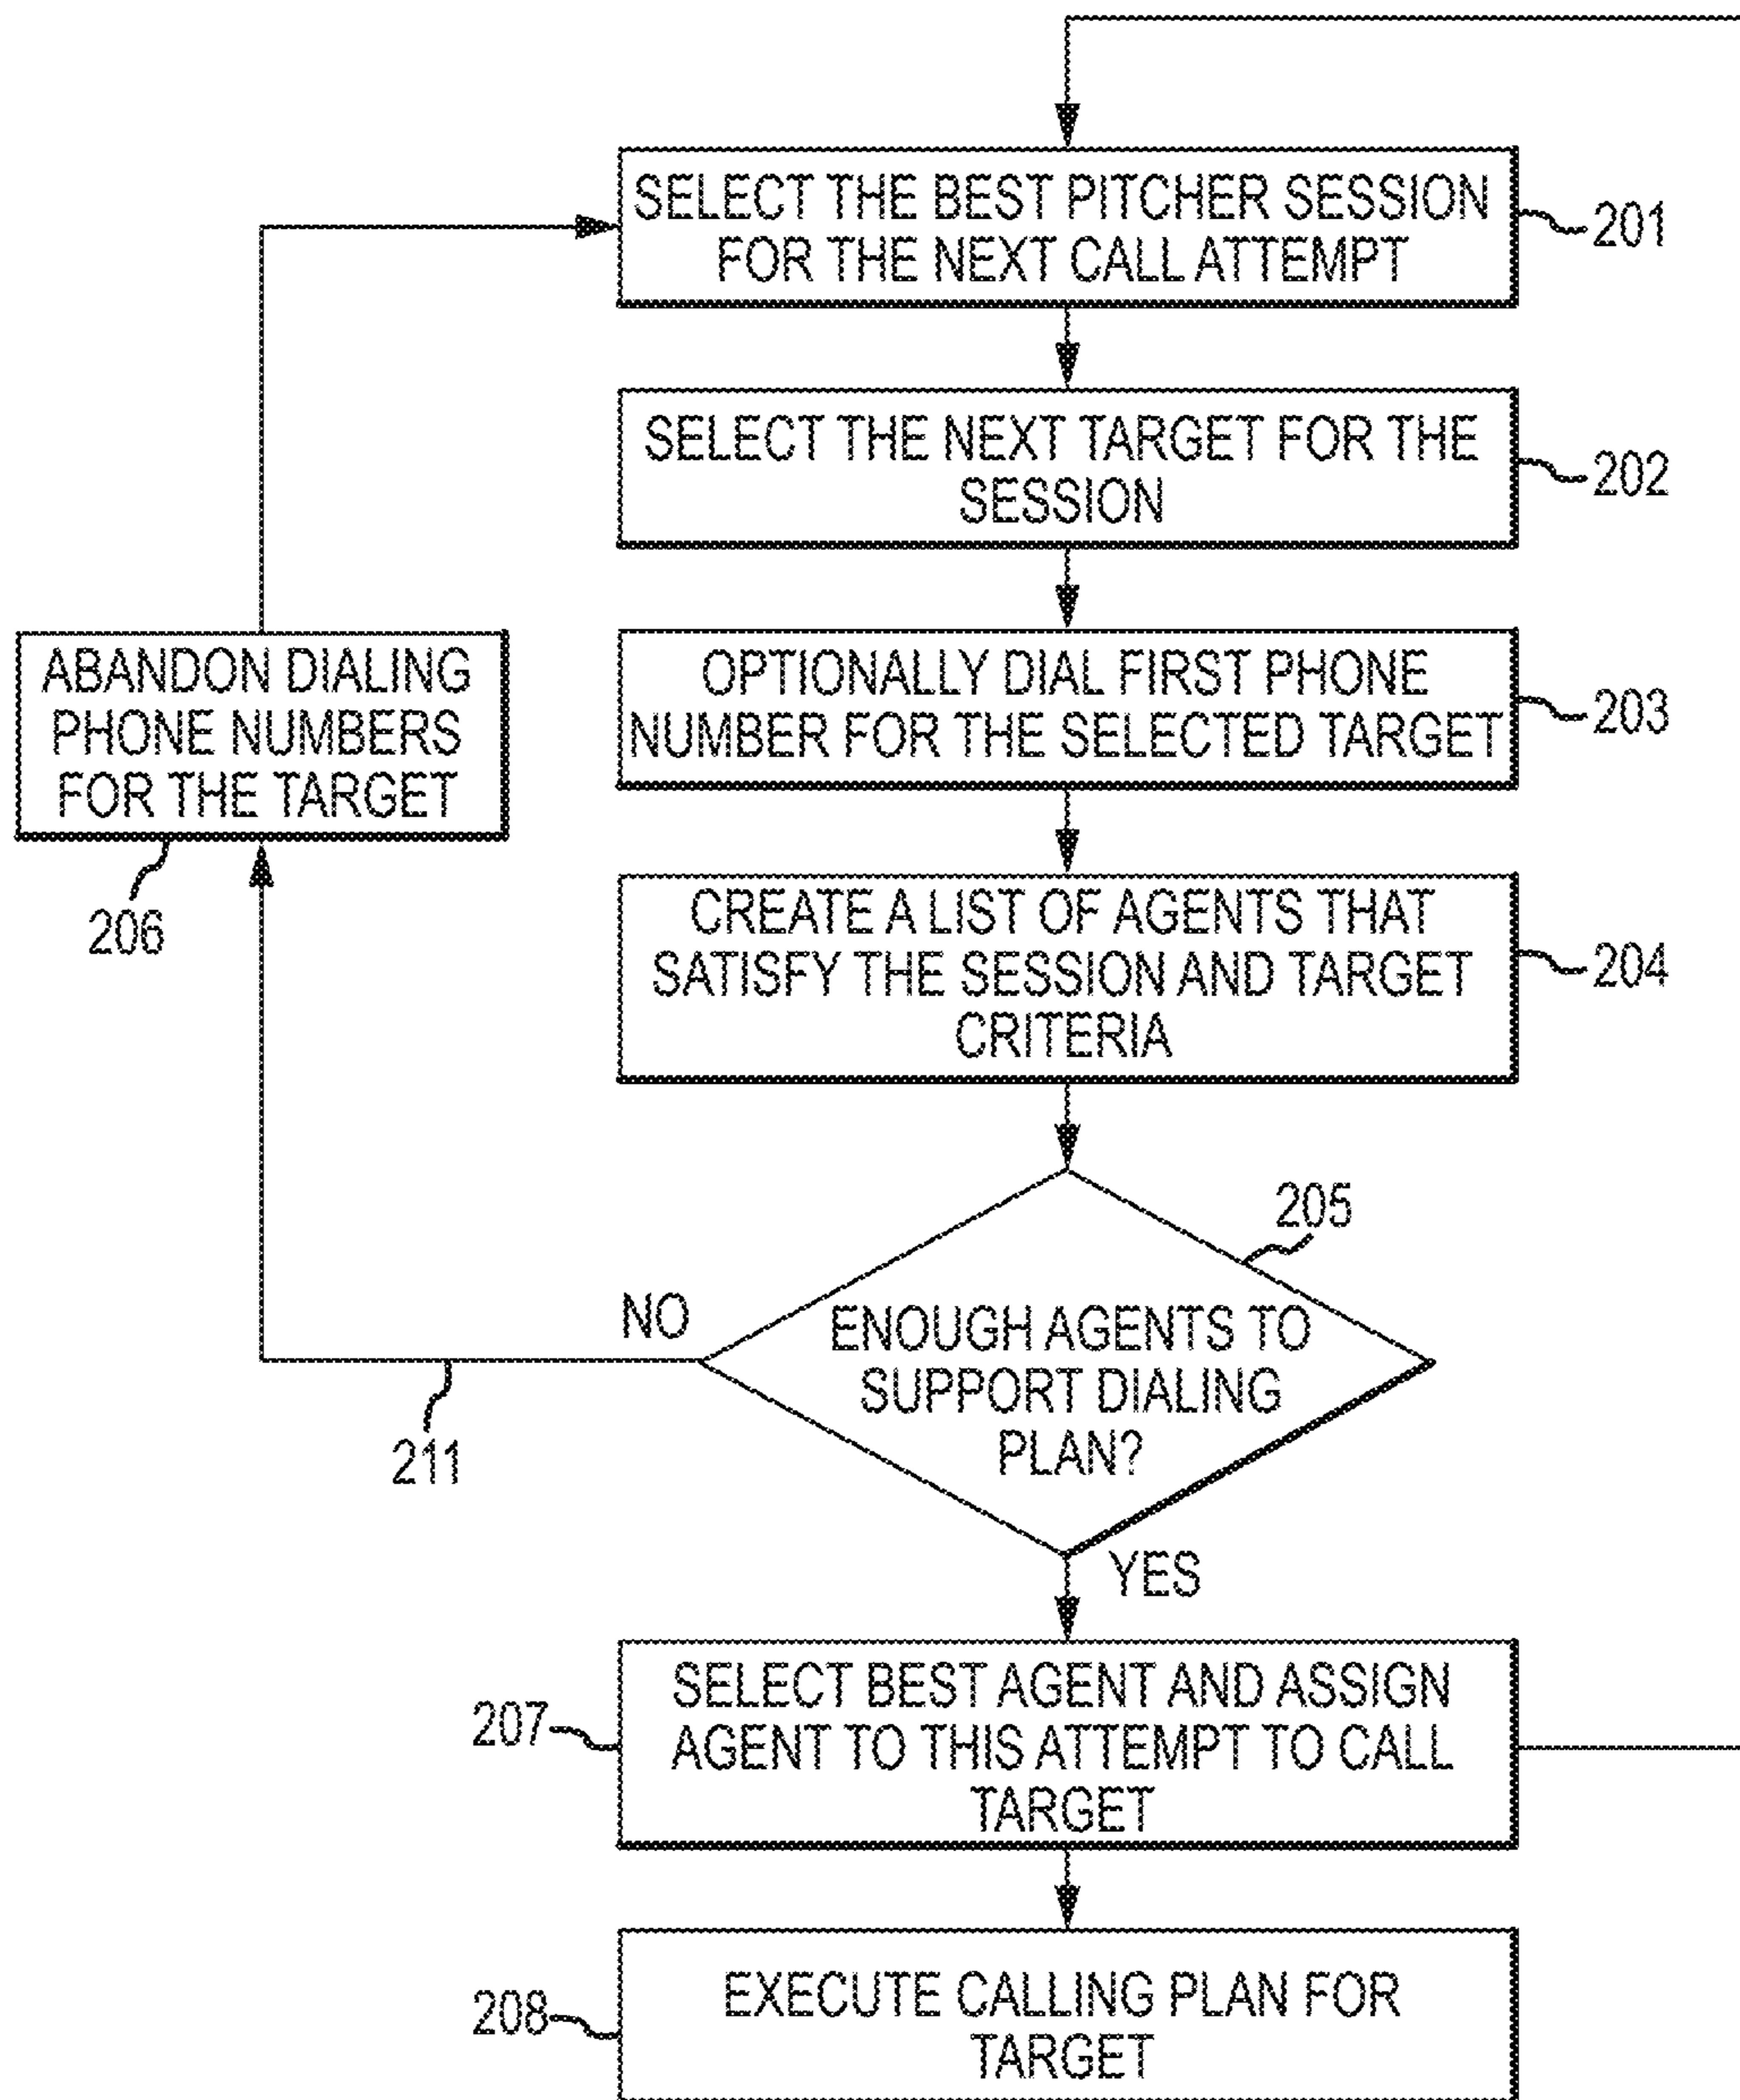 SELECT THE BEST PITCHER SESSION
FOR THE NEXT CALL ATTEMPT
201
SELECT THE NEXT TARGET FOR THE
SESSION
202
OPTIONALLY DIAL FIRST PHONE
NUMBER FOR THE SELECTED TARGET
203
ABANDON DIALING
PHONE NUMBERS
FOR THE TARGET
206
CREATE A LIST OF AGENTS THAT
SATISFY THE SESSION AND TARGET
CRITERIA
204
205
NO
ENOUGH AGENTS TO
SUPPORT DIALING
PLAN?
211
YES
SELECT BEST AGENT AND ASSIGN
AGENT TO THIS ATTEMPT TO CALL
TARGET
207
EXECUTE CALLING PLAN FOR
TARGET
208